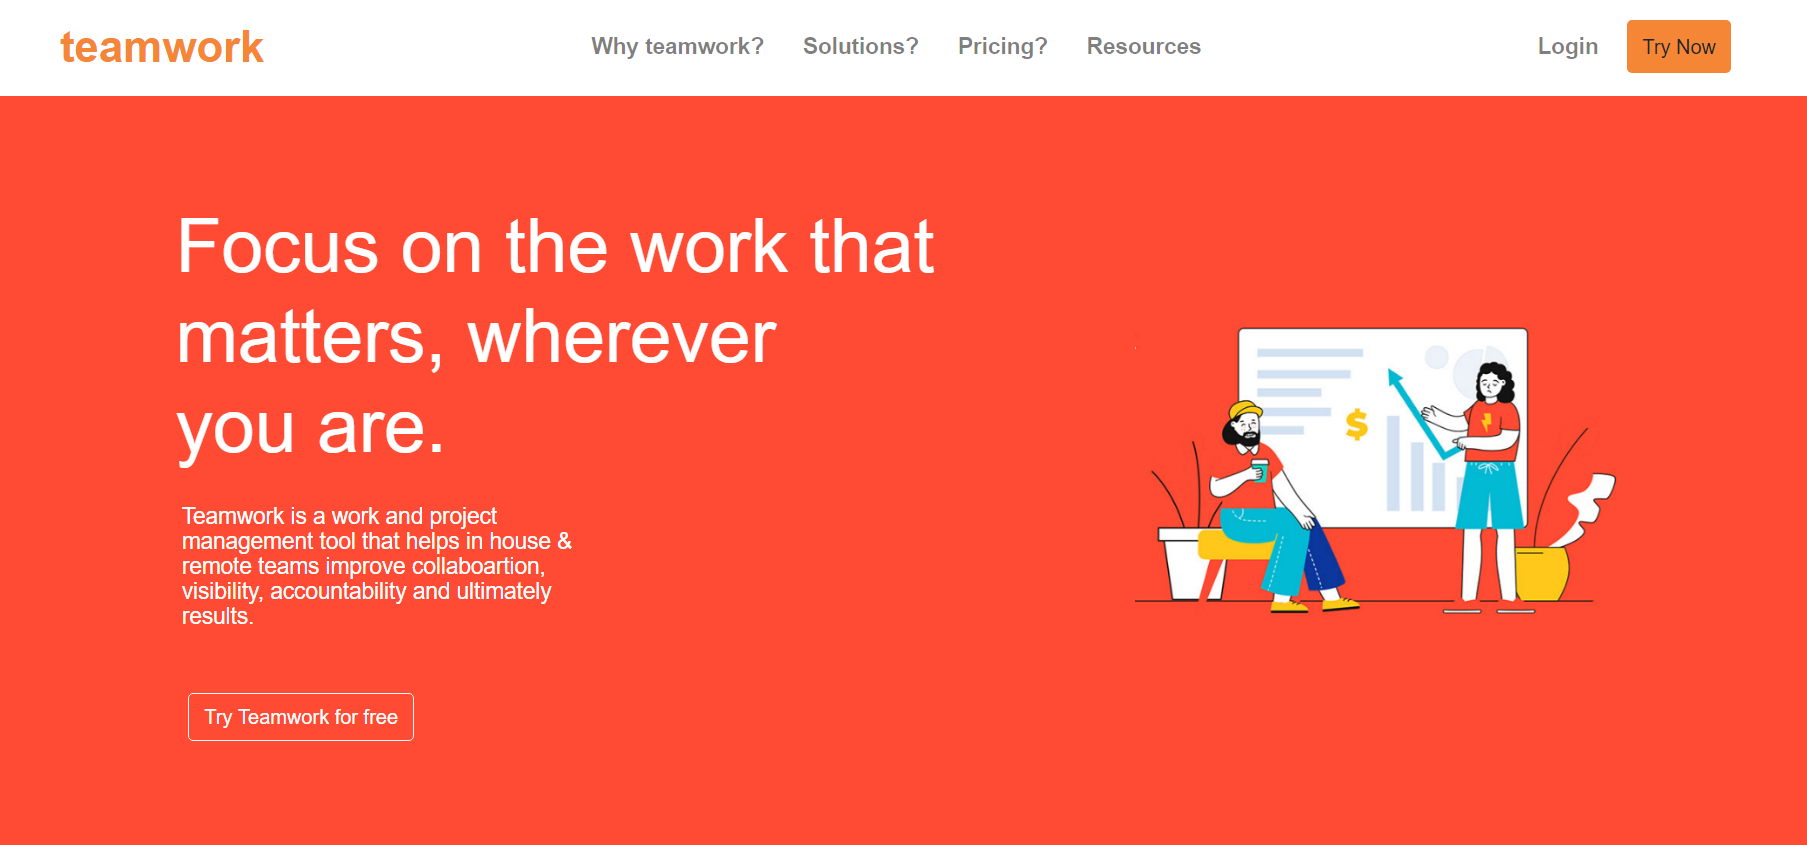 teamwork
Why teamwork? Solutions? Pricing? Resources
Login Try Now
Focus on the work that
matters, wherever
you are.
Teamwork is a work and project
management tool that helps in house &
remote teams improve collaboartion,
visibility, accountability and ultimately
results.
Try Teamwork for free
$